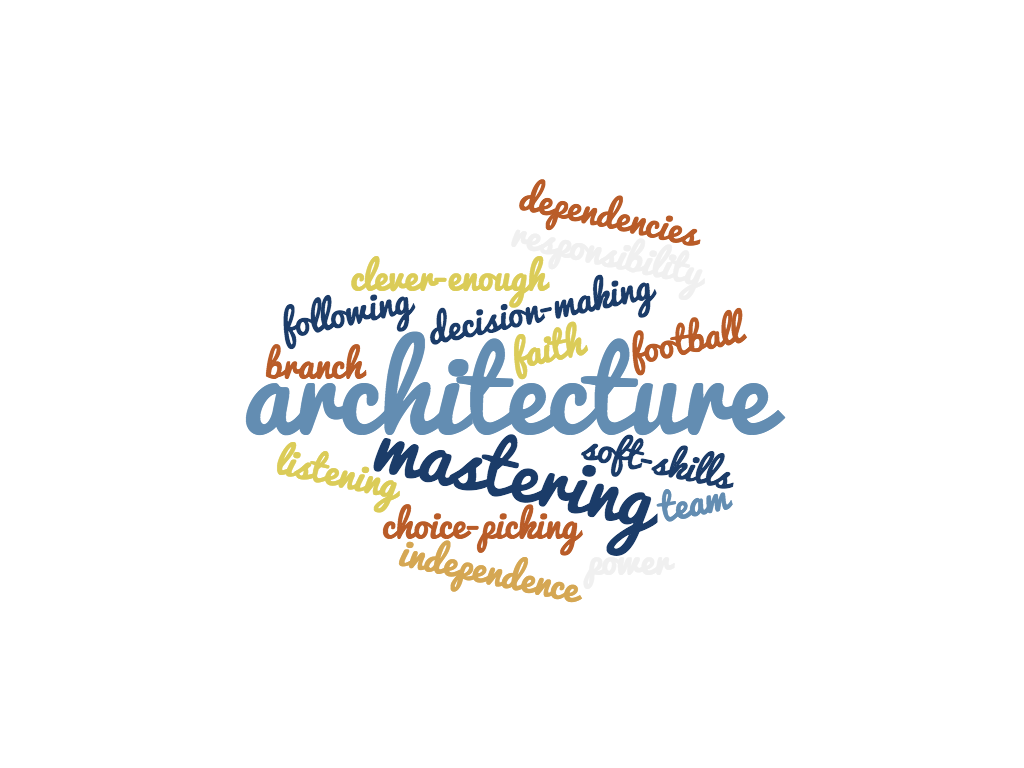 dependencies
responsibility
clever-enough
decision-making
following
faith
football
branch
architecture
mastering
soft-skills
listening
team
choice-picking
independence
power